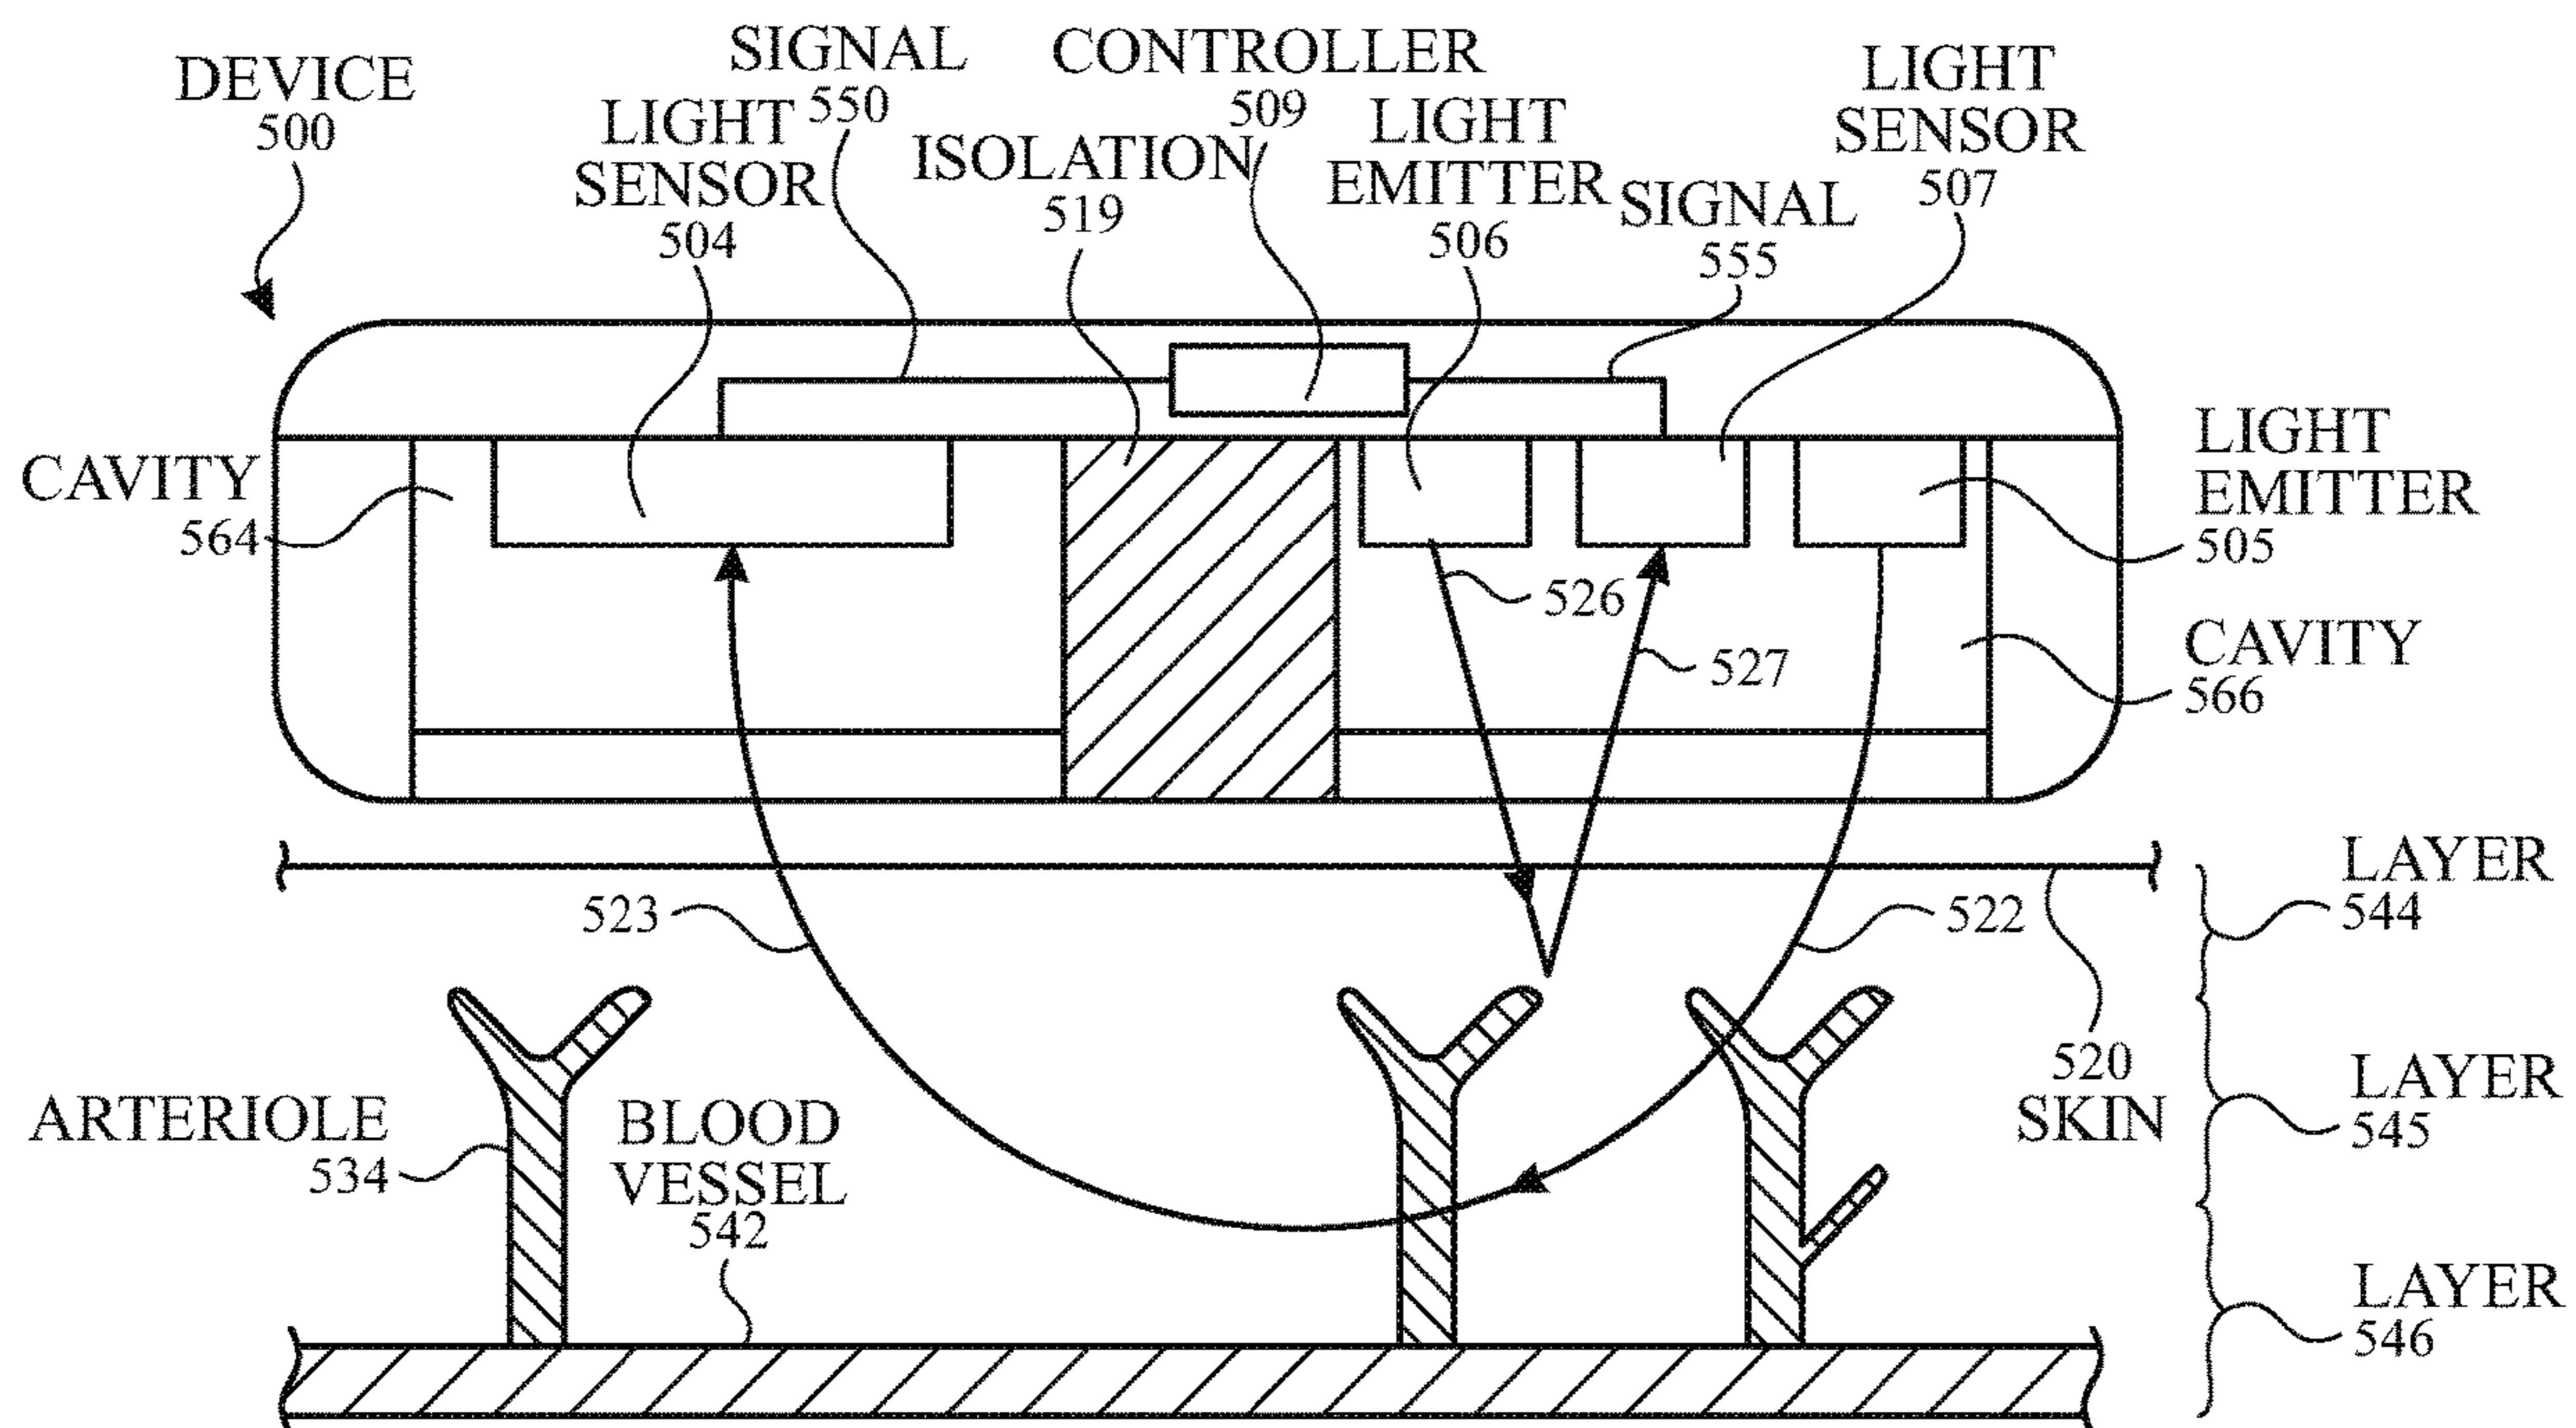 DEVICE
500
SIGNAL
550
LIGHT
SENSOR
504
CONTROLLER
509
ISOLATION
519
LIGHT
EMITTER
506
SIGNAL
555
LIGHT
SENSOR
507
CAVITY
564
LIGHT
EMITTER
505
526
527
CAVITY
566
523
522
LAYER
544
520
SKIN
LAYER
545
ARTERIOLE
534
BLOOD
VESSEL
542
LAYER
546